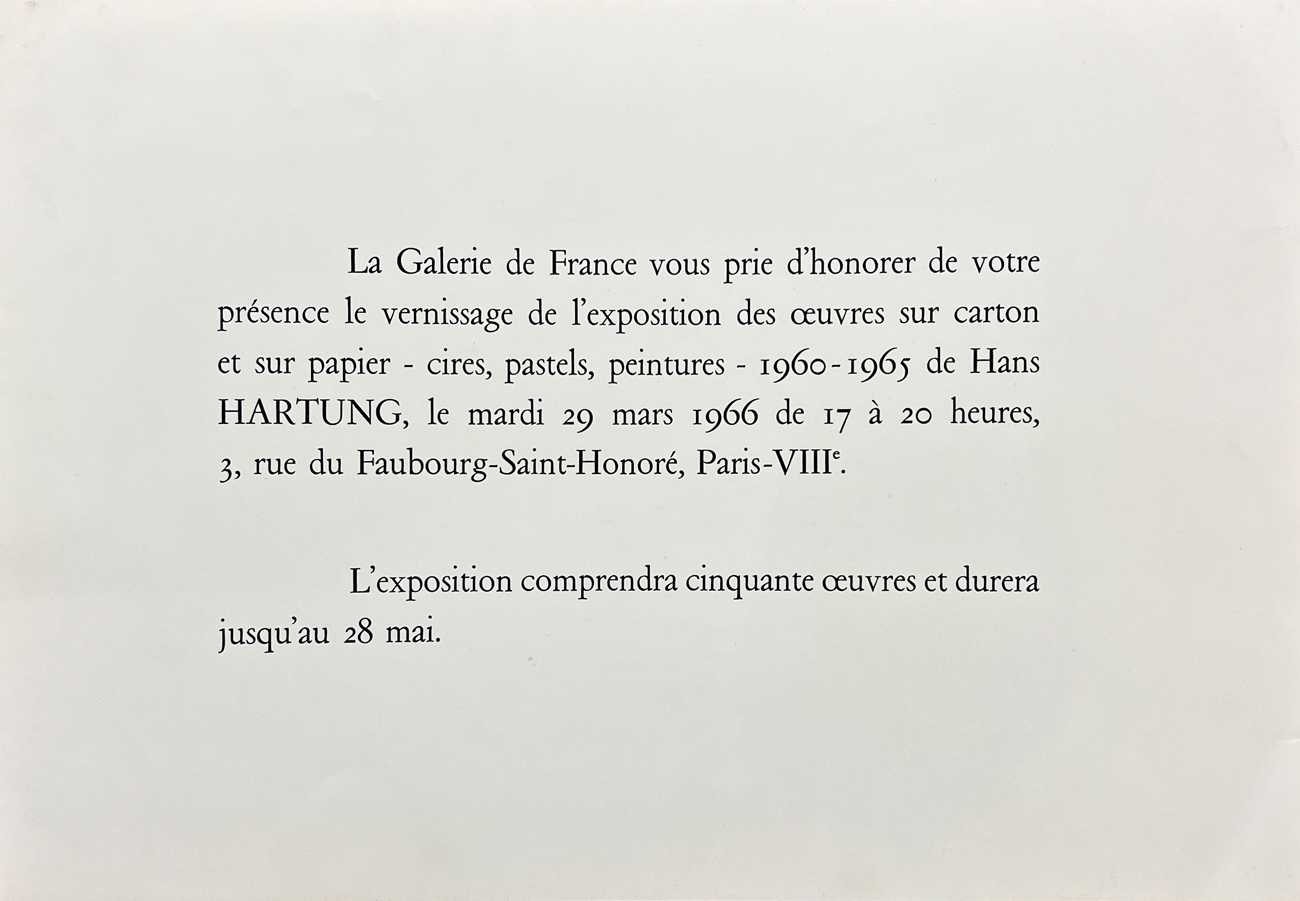 La Galerie de France vous prie d'honorer de votre
présence le vernissage de l'exposition des œuvres sur carton
et sur papier - cires, pastels, peintures - 1960-1965 de Hans
HARTUNG, le mardi 29 mars 1966 de 17 à 20 heures,
3, rue du Faubourg-Saint-Honoré, Paris-VIIIe.
L'exposition comprendra cinquante œuvres et durera
jusqu'au 28 mai.